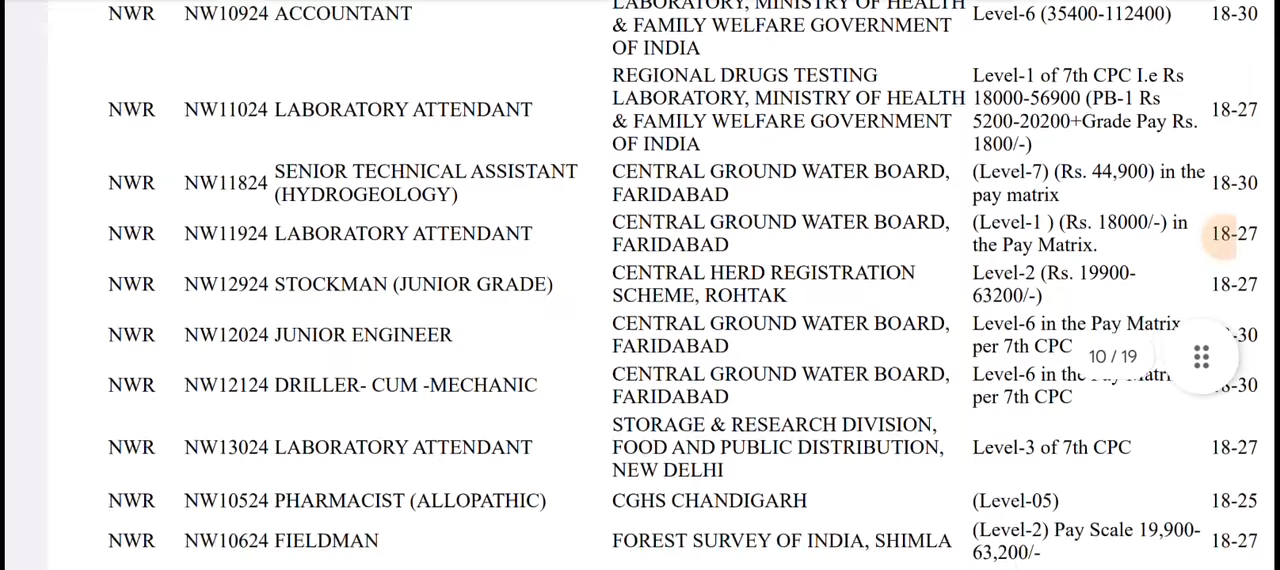 LABORATORY, MINISTRY OF HEALTH
NWR NW10924 ACCOUNTANT & FAMILY WELFARE GOVERNMENT Level-6 (35400-112400) 18-30
OF INDIA
REGIONAL DRUGS TESTING Level-1 of 7th CPC I.e Rs
NWR NW11024 LABORATORY ATTENDANT LABORATORY, MINISTRY OF HEALTH 18000-56900 (PB-1 Rs 18-27
& FAMILY WELFARE GOVERNMENT 5200-20200+Grade Pay Rs.
OF INDIA 1800/-)
NWR NW11824 SENIOR TECHNICAL ASSISTANT CENTRAL GROUND WATER BOARD, (Level-7) (Rs. 44,900) in the 18-30
(HYDROGEOLOGY) FARIDABAD pay matrix
NWR NW11924 LABORATORY ATTENDANT CENTRAL GROUND WATER BOARD, (Level-1 ) (Rs. 18000/-) in 18-27
FARIDABAD the Pay Matrix.
NWR NW12924 STOCKMAN (JUNIOR GRADE) CENTRAL HERD REGISTRATION Level-2 (Rs. 19900- 18-27
SCHEME, ROHTAK 63200/-)
NWR NW12024 JUNIOR ENGINEER CENTRAL GROUND WATER BOARD, Level-6 in the Pay Matrix -30
FARIDABAD per 7th CPC
10 / 19
NWR NW12124 DRILLER- CUM -MECHANIC CENTRAL GROUND WATER BOARD, Level-6 in the
FARIDABAD per 7th CPC
STORAGE & RESEARCH DIVISION,
NWR NW13024 LABORATORY ATTENDANT FOOD AND PUBLIC DISTRIBUTION, Level-3 of 7th CPC 18-27
NEW DELHI
NWR NW10524 PHARMACIST (ALLOPATHIC) CGHS CHANDIGARH (Level-05) 18-25
NWR NW10624 FIELDMAN FOREST SURVEY OF INDIA, SHIMLA (Level-2) Pay Scale 19,900- 18-27
63,200/-